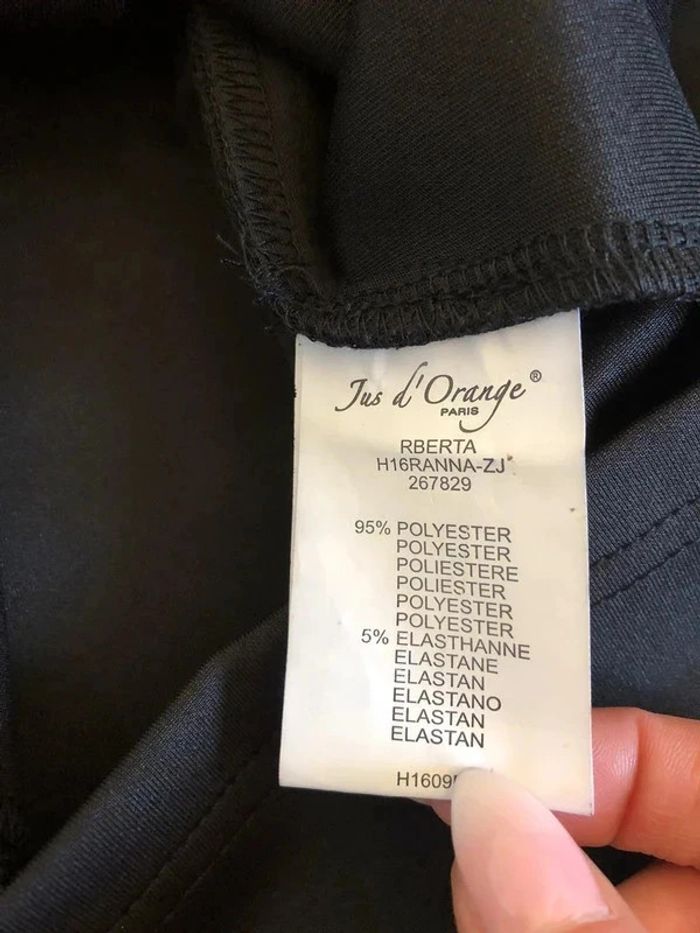 Jus d'Orange®
PARIS
RBERTA
H16RANNA-ZJ
267829
95% POLYESTER
POLYESTER
POLIESTERE
POLIESTER
POLYESTER
POLYESTER
5% ELASTHANNE
ELASTANE
ELASTAN
ELASTANO
ELASTAN
ELASTAN